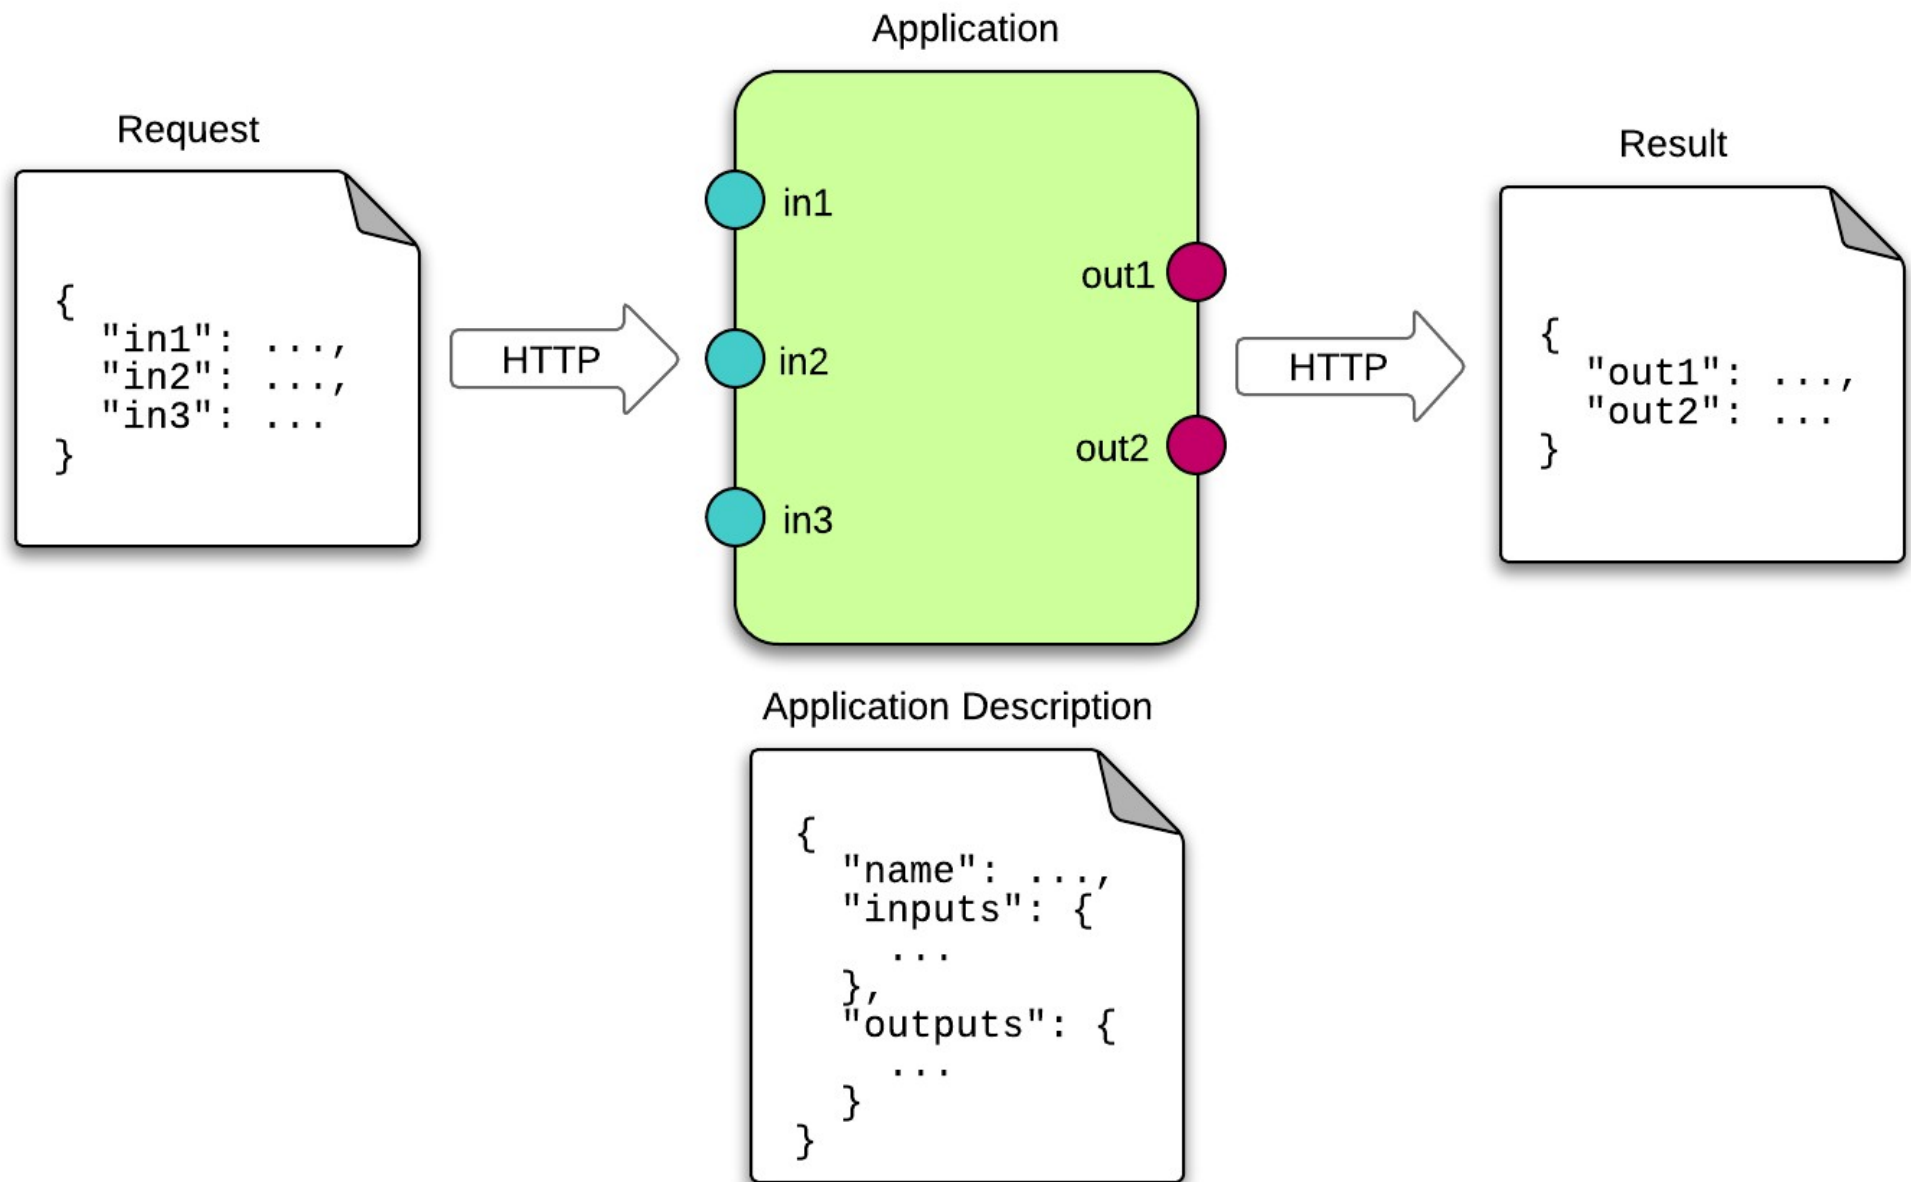 Application
Request
{
"in1": ...,
"in2": ...,
"in3": ...
}
HTTP
in1
in2
in3
out1
out2
HTTP
Result
{
"out1": ...,
"out2": ...
}
Application Description
{
"name": ...,
"inputs": {
...
},
"outputs": {
...
}
}